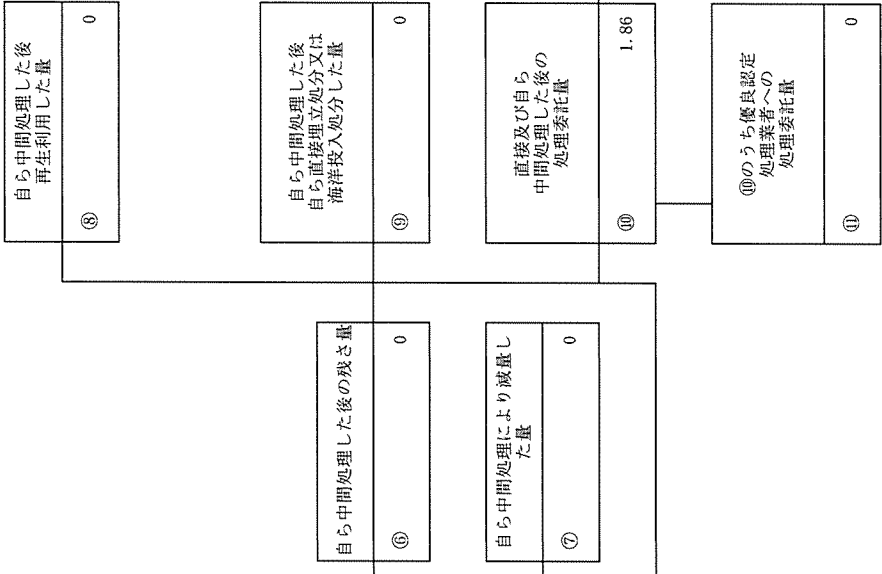 自ら中間処理した後
再生利用した量
⑧ 0
自ら中間処理した後
自ら直接埋立処分又は
海洋投入処分した量
⑨ 0
直接及び自ら
中間処理した後の
処理委託量
⑩ 1.86
⑩のうち優良認定
処理業者への
処理委託量
⑪ 0
自ら中間処理した後の残さ量
⑥ 0
自ら中間処理により減量し
た量
⑦ 0